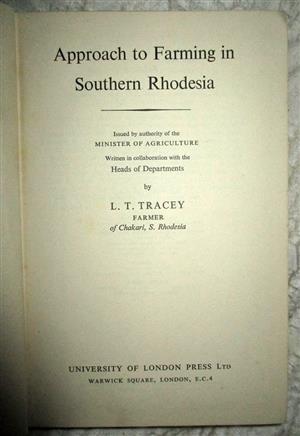 Approach to Farming in
Southern Rhodesia
Issued by authority of the
MINISTER OF AGRICULTURE
Written in collaboration with the
Heads of Departments
by
L. T. TRACEY
FARMER
of Chakari, S. Rhodesia
UNIVERSITY OF LONDON PRESS LTD
WARWICK SQUARE, LONDON, E.C.4